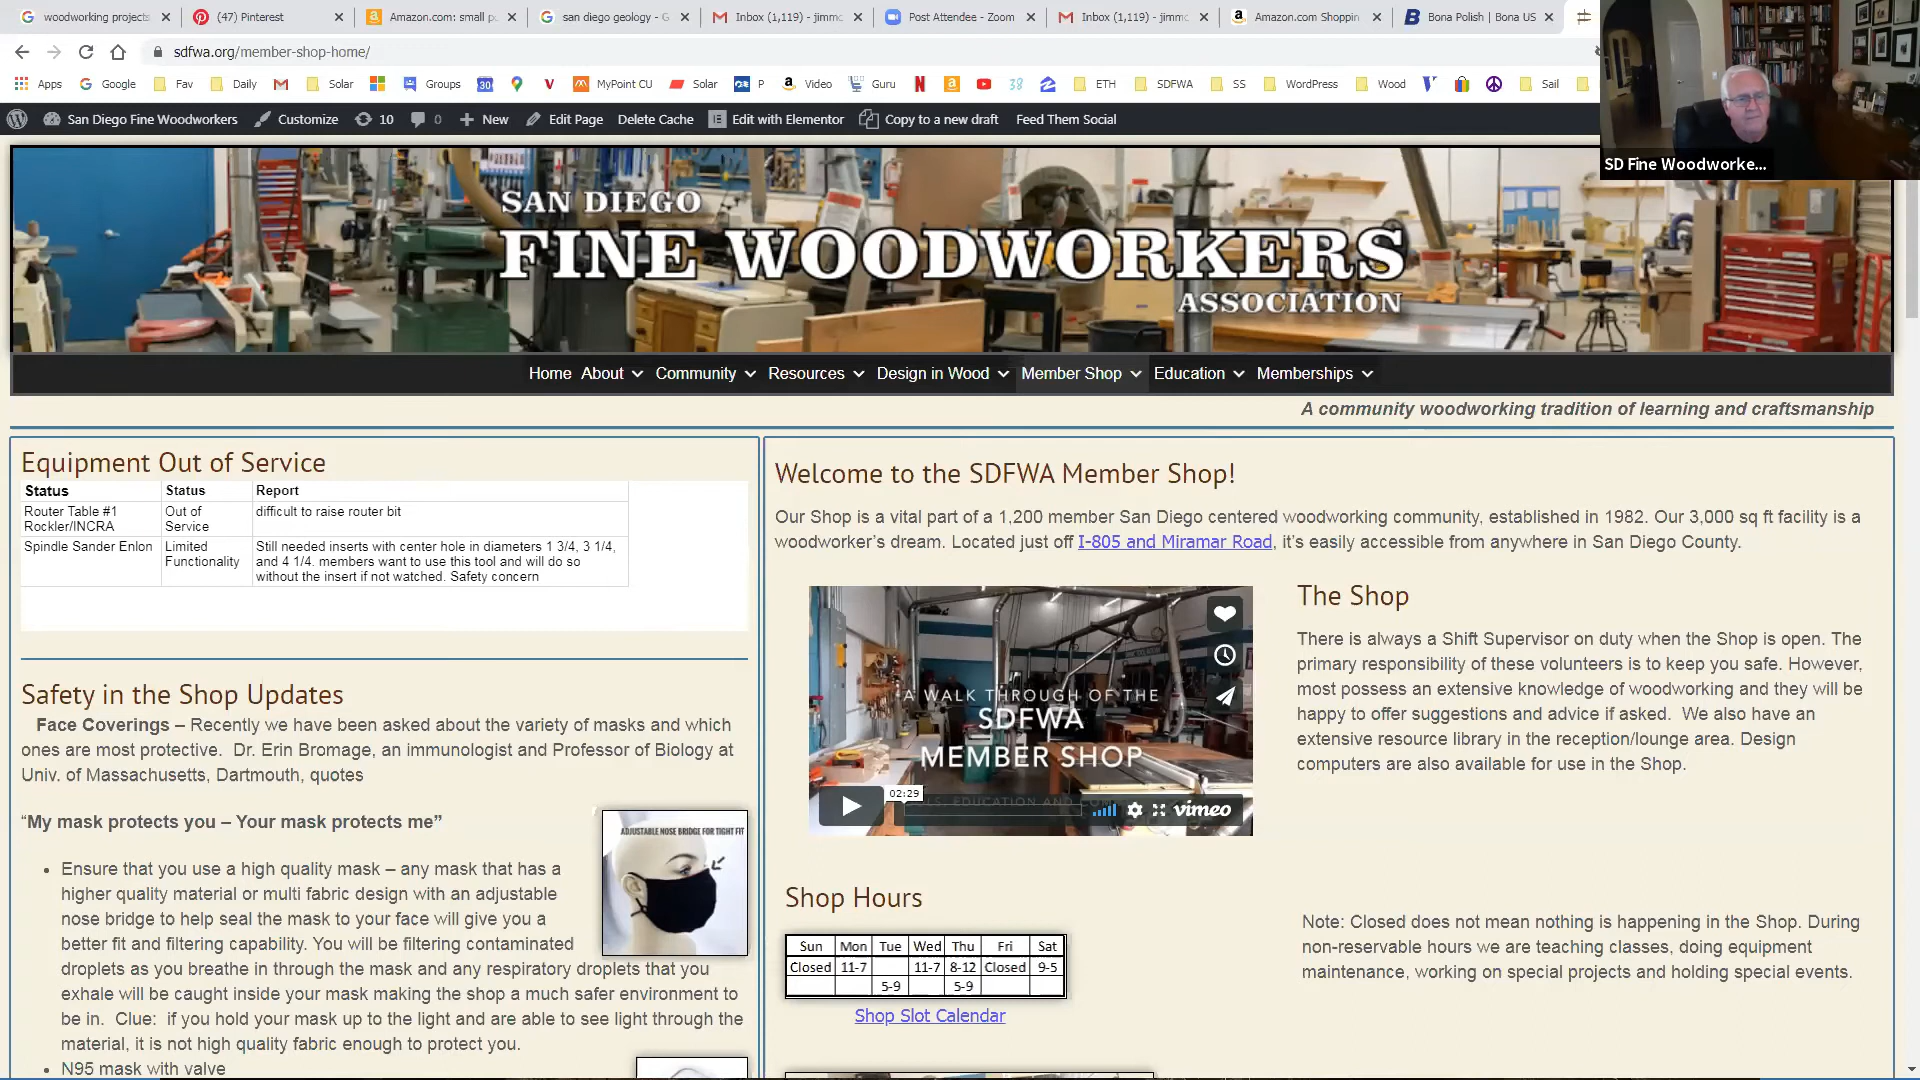 woodworking projects
(47) Pinterest
Amazon.com: small p
san diego geology - G
Inbox (1,119) - jimmc
Post Attendee - Zoom
Inbox (1,119) - jimmc
Amazon.com Shoppin
Bona Polish | Bona US
sdfwa.org/member-shop-home/
Apps Google Fav Daily Solar Groups 30 V MyPoint CU Solar P Video Guru N 38 ETH SDFWA SS WordPress Wood Sail
San Diego Fine Woodworkers Customize 10 0 New Edit Page Delete Cache Edit with Elementor Copy to a new draft Feed Them Social
SD Fine Woodworke...
SAN DIEGO
FINE WOODWORKERS
ASSOCIATION
Home About Community Resources Design in Wood Member Shop Education Memberships
A community woodworking tradition of learning and craftsmanship
Equipment Out of Service
Status Status Report
Router Table #1 Rockler/INCRA Out of Service difficult to raise router bit
Spindle Sander Enlon Limited Functionality Still needed inserts with center hole in diameters 1 3/4, 3 1/4,
and 4 1/4. members want to use this tool and will do so
without the insert if not watched. Safety concern
Safety in the Shop Updates
Face Coverings – Recently we have been asked about the variety of masks and which
ones are most protective. Dr. Erin Bromage, an immunologist and Professor of Biology at
Univ. of Massachusetts, Dartmouth, quotes
“My mask protects you – Your mask protects me”
ADJUSTABLE NOSE BRIDGE FOR TIGHT FIT
• Ensure that you use a high quality mask – any mask that has a
higher quality material or multi fabric design with an adjustable
nose bridge to help seal the mask to your face will give you a
better fit and filtering capability. You will be filtering contaminated
droplets as you breathe in through the mask and any respiratory droplets that you
exhale will be caught inside your mask making the shop a much safer environment to
be in. Clue: if you hold your mask up to the light and are able to see light through the
material, it is not high quality fabric enough to protect you.
• N95 mask with valve
Welcome to the SDFWA Member Shop!
Our Shop is a vital part of a 1,200 member San Diego centered woodworking community, established in 1982. Our 3,000 sq ft facility is a
woodworker’s dream. Located just off I-805 and Miramar Road, it’s easily accessible from anywhere in San Diego County.
A WALK THROUGH OF THE
SDFWA
MEMBER SHOP
02:29
vimeo
The Shop
There is always a Shift Supervisor on duty when the Shop is open. The
primary responsibility of these volunteers is to keep you safe. However,
most possess an extensive knowledge of woodworking and they will be
happy to offer suggestions and advice if asked. We also have an
extensive resource library in the reception/lounge area. Design
computers are also available for use in the Shop.
Shop Hours
Sun Mon Tue Wed Thu Fri Sat
Closed 11-7 11-7 8-12 Closed 9-5
5-9 5-9
Shop Slot Calendar
Note: Closed does not mean nothing is happening in the Shop. During
non-reservable hours we are teaching classes, doing equipment
maintenance, working on special projects and holding special events.